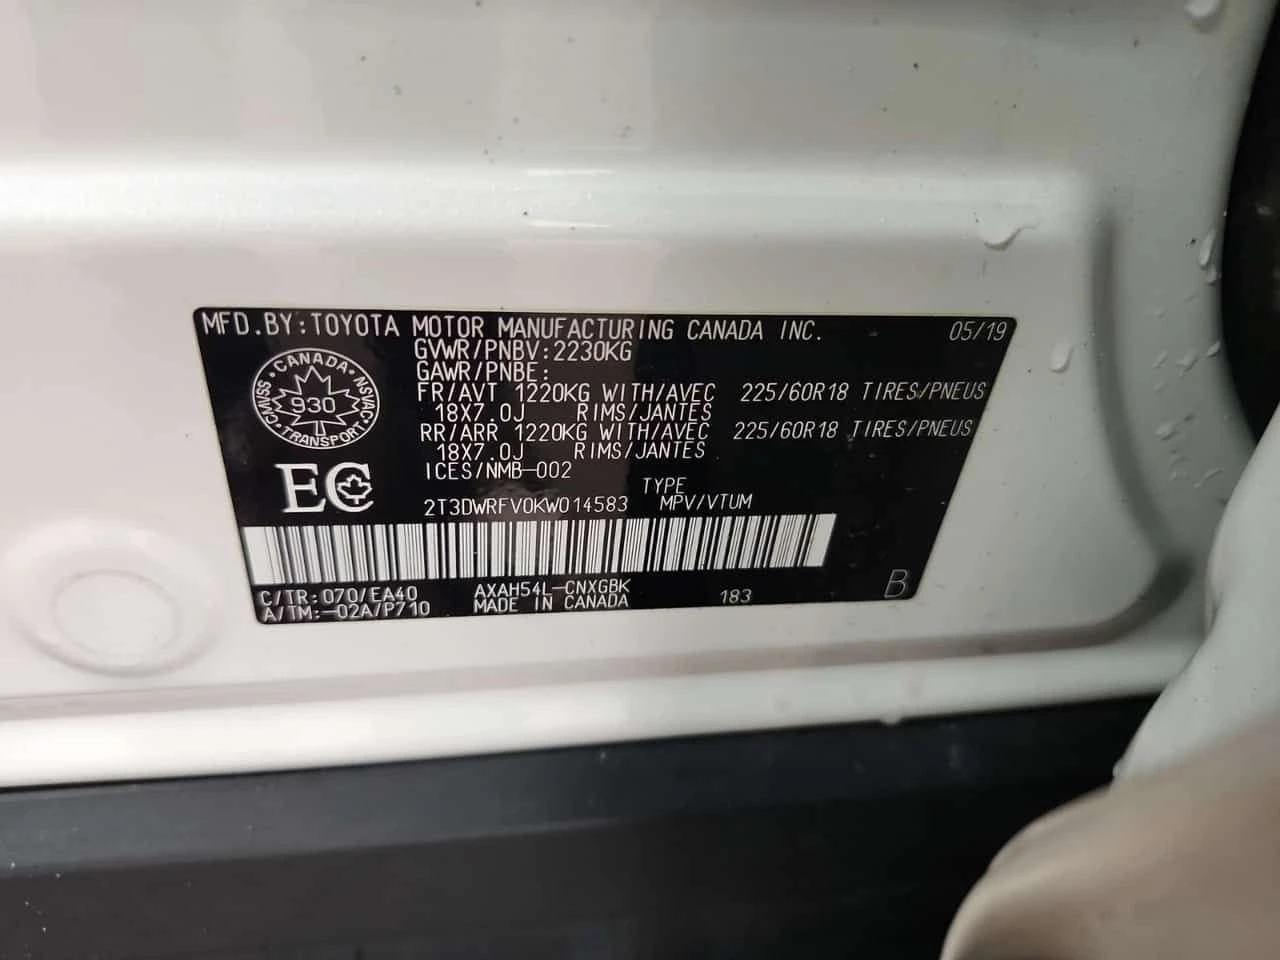 MFD.BY:TOYOTA MOTOR MANUFACTURING CANADA INC. 05/19
GVWR/PNBV:2230KG
GAWR/PNBE:
FR/AVT 1220KG WITH/AVEC 225/60R18 TIRES/PNEUS
18X7.0J RIMS/JANTES
RR/ARR 1220KG WITH/AVEC 225/60R18 TIRES/PNEUS
18X7.0J RIMS/JANTES
ICES/NMB-002
CANADA
CMVSS 930 NSVAC
TRANSPORT
EC
TYPE
2T3DWRFV0KW014583 MPV/VTUM
C/TR:070/EA40 AXAH54L-CNXGBK
A/TM:-02A/P710 MADE IN CANADA 183 B